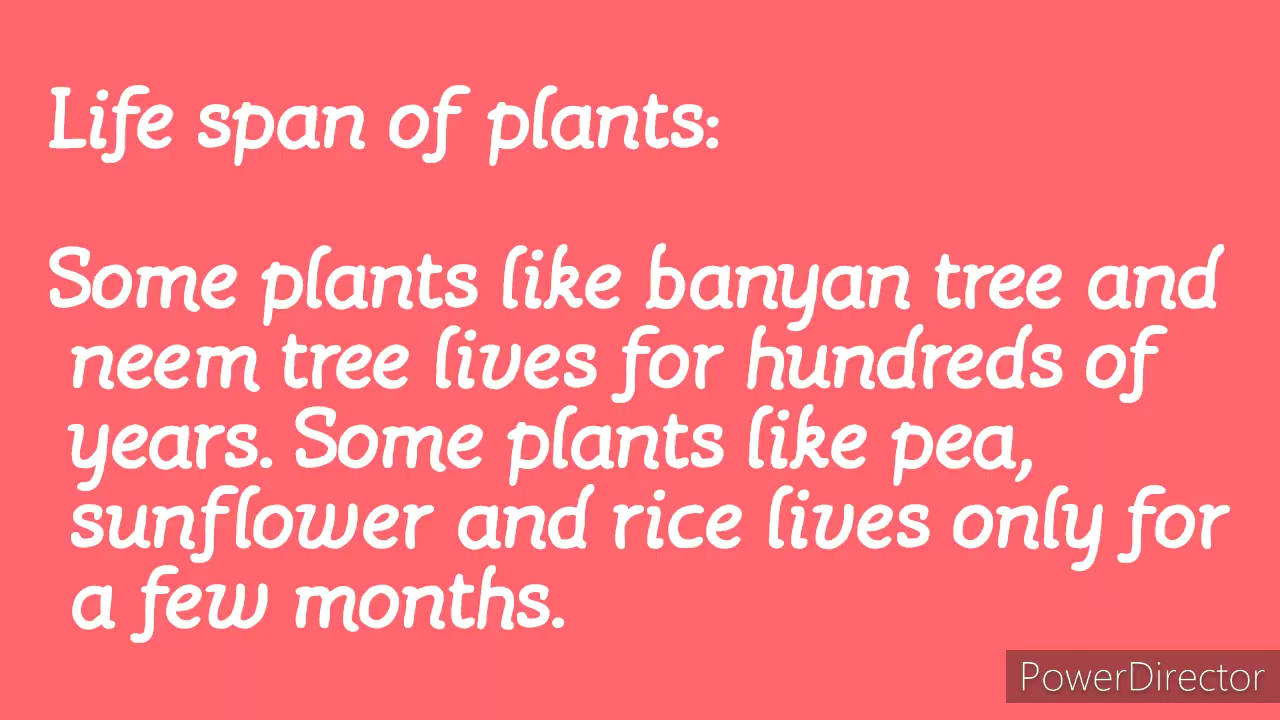 Life span of plants:
Some plants like banyan tree and
neem tree lives for hundreds of
years. Some plants like pea,
sunflower and rice lives only for
a few months.
PowerDirector